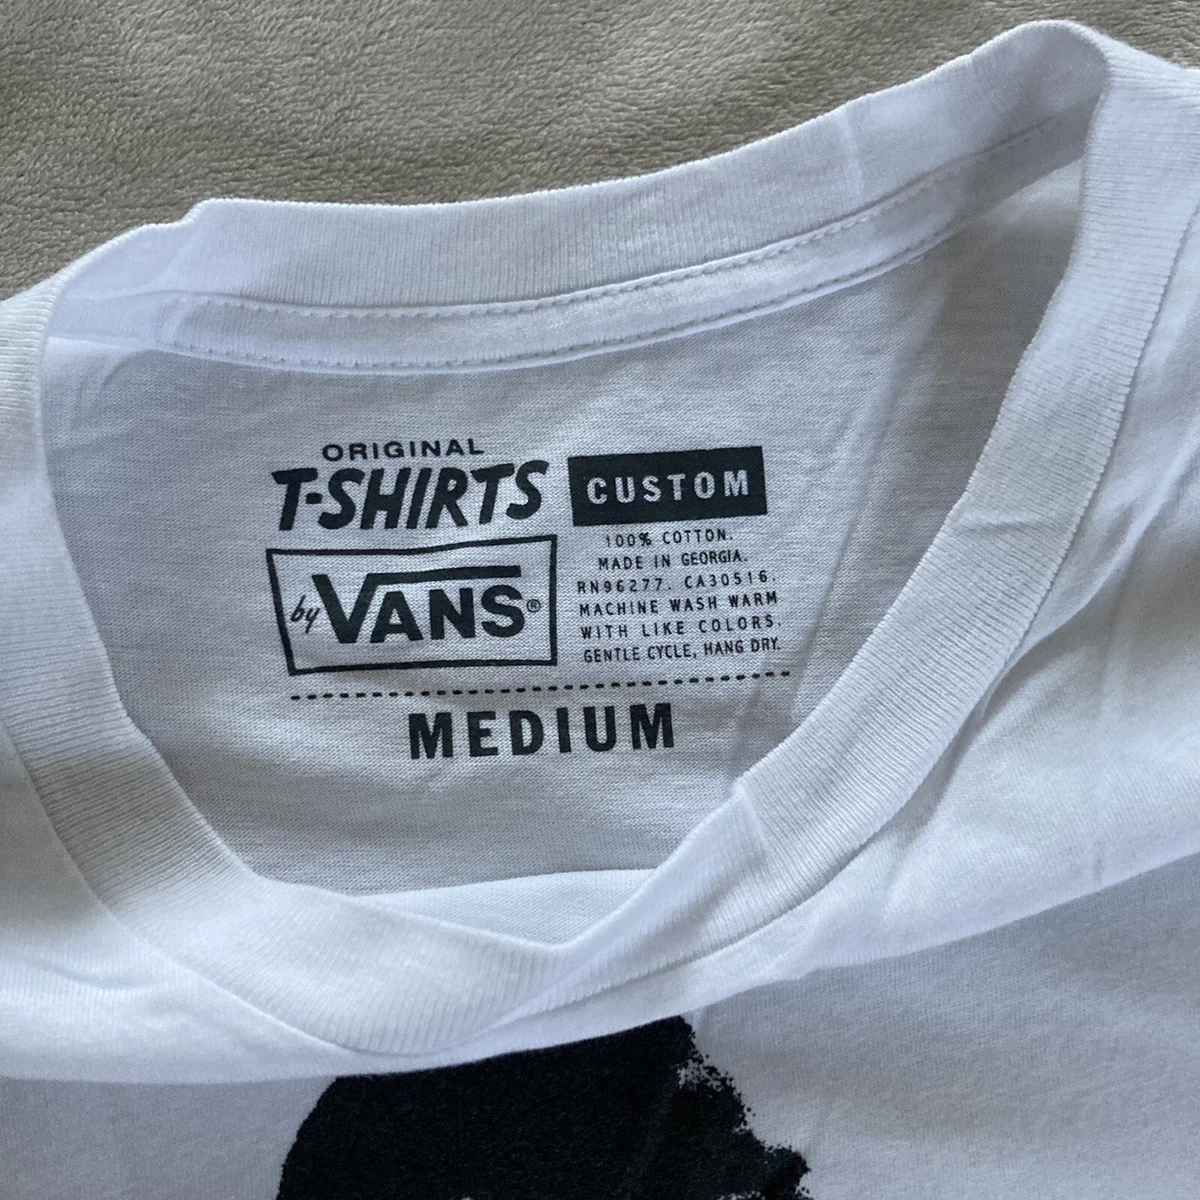 ORIGINAL
T-SHIRTS
by VANS®
CUSTOM
100% COTTON.
MADE IN GEORGIA.
RN96277. CA30516.
MACHINE WASH WARM
WITH LIKE COLORS.
GENTLE CYCLE, HANG DRY.
MEDIUM